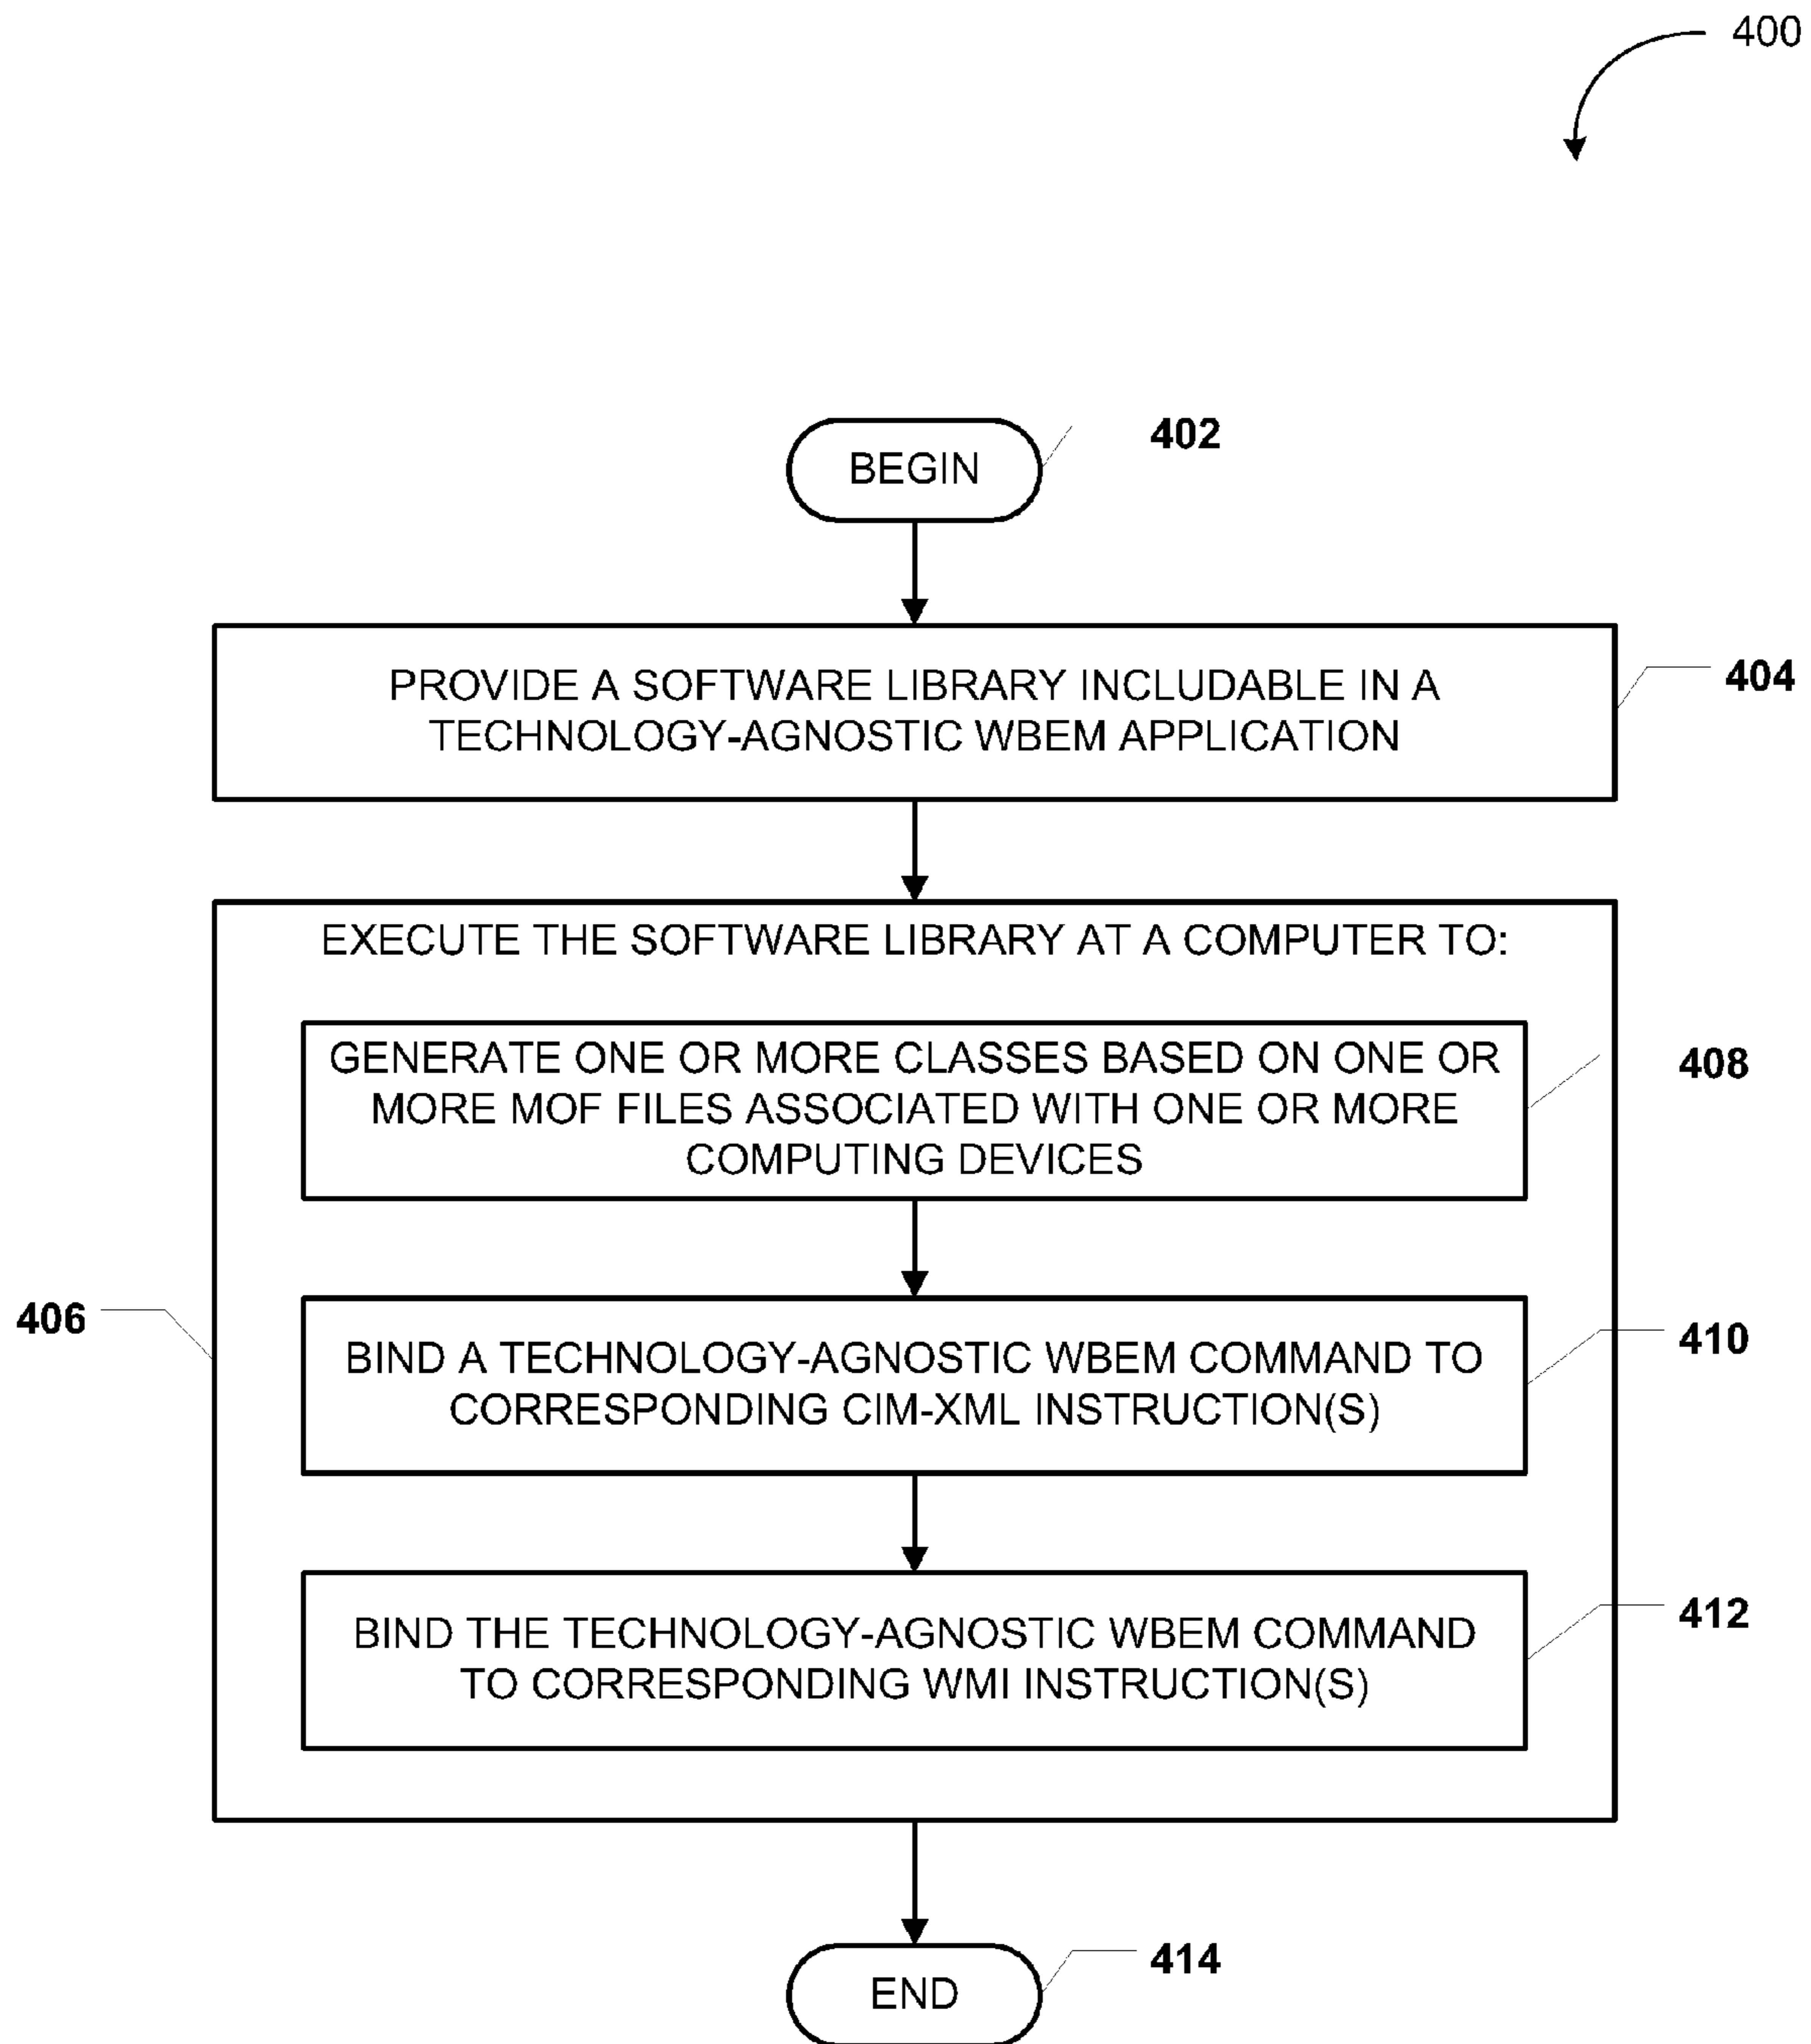 400
BEGIN
402
PROVIDE A SOFTWARE LIBRARY INCLUDABLE IN A
TECHNOLOGY-AGNOSTIC WBEM APPLICATION
404
EXECUTE THE SOFTWARE LIBRARY AT A COMPUTER TO:
GENERATE ONE OR MORE CLASSES BASED ON ONE OR
MORE MOF FILES ASSOCIATED WITH ONE OR MORE
COMPUTING DEVICES
408
406
BIND A TECHNOLOGY-AGNOSTIC WBEM COMMAND TO
CORRESPONDING CIM-XML INSTRUCTION(S)
410
BIND THE TECHNOLOGY-AGNOSTIC WBEM COMMAND
TO CORRESPONDING WMI INSTRUCTION(S)
412
END
414